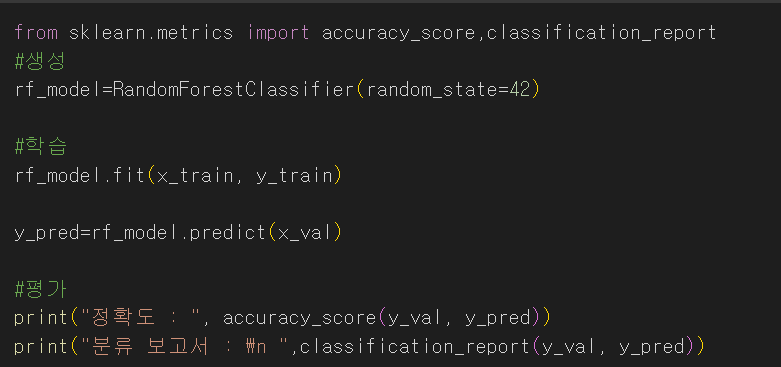 from sklearn.metrics import accuracy_score,classification_report
#생성
rf_model=RandomForestClassifier(random_state=42)
#학습
rf_model.fit(x_train, y_train)
y_pred=rf_model.predict(x_val)
#평가
print("정확도 : ", accuracy_score(y_val, y_pred))
print("분류 보고서 : ₩n ",classification_report(y_val, y_pred))